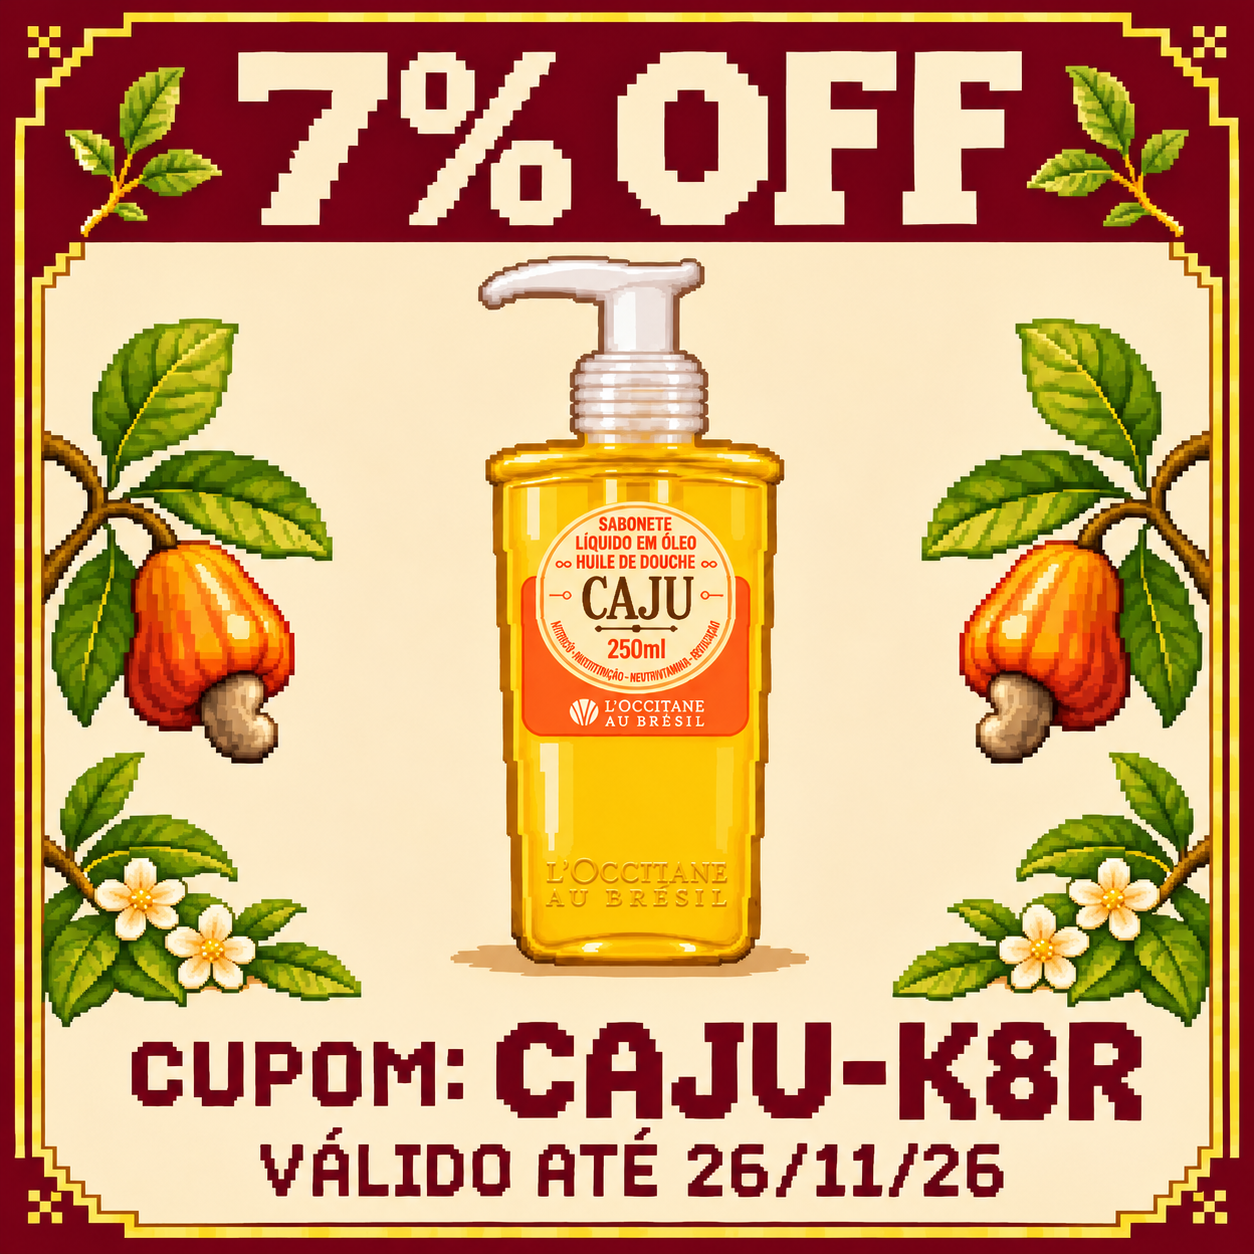 7% OFF
SABONETE
LÍQUIDO EM ÓLEO
HUILE DE DOUCHE
CAJU
250ml
L'OCCITANE
AU BRÉSIL
L'OCCITANE
AU BRÉSIL
CUPOM: CAJU-K8R
VÁLIDO ATÉ 26/11/26